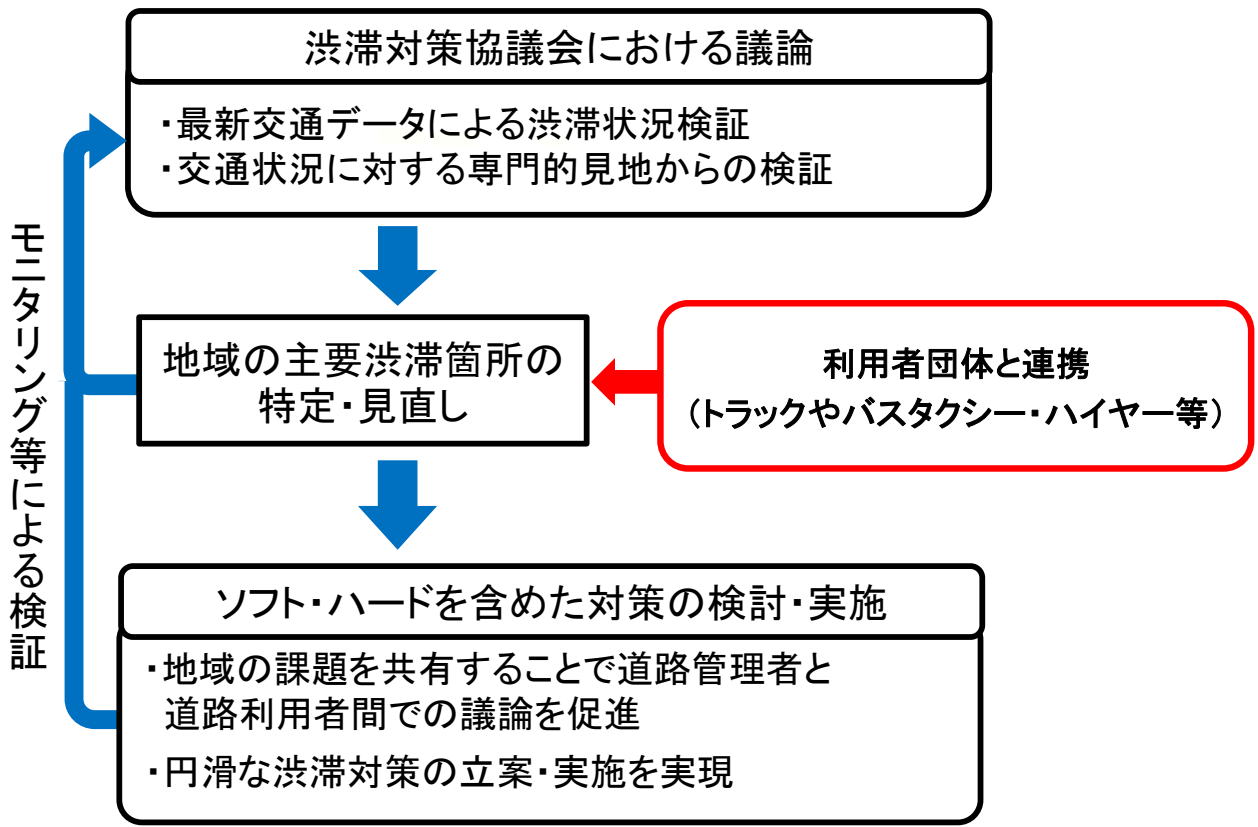 渋滞対策協議会における議論
・最新交通データによる渋滞状況検証
・交通状況に対する専門的見地からの検証
モニタリング等による検証
地域の主要渋滞箇所の
特定・見直し
利用者団体と連携
（トラックやバスタクシー・ハイヤー等）
ソフト・ハードを含めた対策の検討・実施
・地域の課題を共有することで道路管理者と
道路利用者間での議論を促進
・円滑な渋滞対策の立案・実施を実現